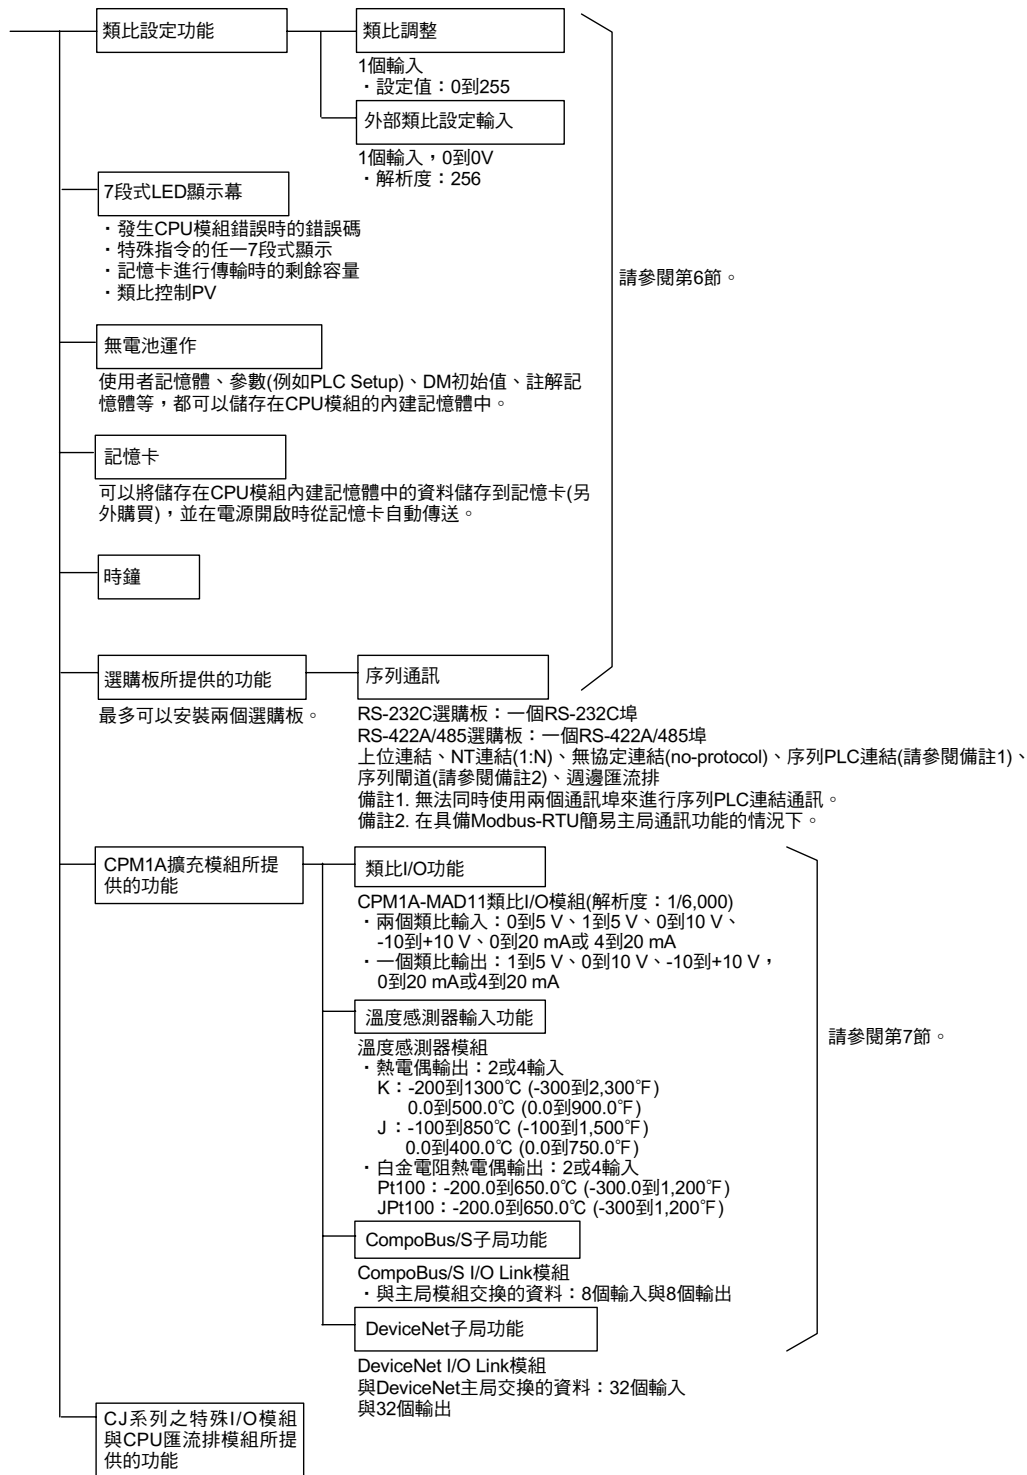 類比設定功能
類比調整
1個輸入
・設定值：0到255
外部類比設定輸入
1個輸入，0到0V
・解析度：256
7段式LED顯示幕
・發生CPU模組錯誤時的錯誤碼
・特殊指令的任一7段式顯示
・記憶卡進行傳輸時的剩餘容量
・類比控制PV
請參閱第6節。
無電池運作
使用者記憶體、參數(例如PLC Setup)、DM初始值、註解記
憶體等，都可以儲存在CPU模組的內建記憶體中。
記憶卡
可以將儲存在CPU模組內建記憶體中的資料儲存到記憶卡(另
外購買)，並在電源開啟時從記憶卡自動傳送。
時鐘
選購板所提供的功能
最多可以安裝兩個選購板。
序列通訊
RS-232C選購板：一個RS-232C埠
RS-422A/485選購板：一個RS-422A/485埠
上位連結、NT連結(1:N)、無協定連結(no-protocol)、序列PLC連結(請參閱備註1)、
序列閘道(請參閱備註2)、週邊匯流排
備註1. 無法同時使用兩個通訊埠來進行序列PLC連結通訊。
備註2. 在具備Modbus-RTU簡易主局通訊功能的情況下。
CPM1A擴充模組所提
供的功能
類比I/O功能
CPM1A-MAD11類比I/O模組(解析度：1/6,000)
・兩個類比輸入：0到5 V、1到5 V、0到10 V、
-10到+10 V、0到20 mA或 4到20 mA
・一個類比輸出：1到5 V、0到10 V、-10到+10 V，
0到20 mA或4到20 mA
溫度感測器輸入功能
溫度感測器模組
・熱電偶輸出：2或4輸入
K：-200到1300℃ (-300到2,300℉)
0.0到500.0℃ (0.0到900.0℉)
J：-100到850℃ (-100到1,500℉)
0.0到400.0℃ (0.0到750.0℉)
・白金電阻熱電偶輸出：2或4輸入
Pt100：-200.0到650.0℃ (-300.0到1,200℉)
JPt100：-200.0到650.0℃ (-300到1,200℉)
請參閱第7節。
CompoBus/S子局功能
CompoBus/S I/O Link模組
・與主局模組交換的資料：8個輸入與8個輸出
DeviceNet子局功能
DeviceNet I/O Link模組
與DeviceNet主局交換的資料：32個輸入
與32個輸出
CJ系列之特殊I/O模組
與CPU匯流排模組所提
供的功能